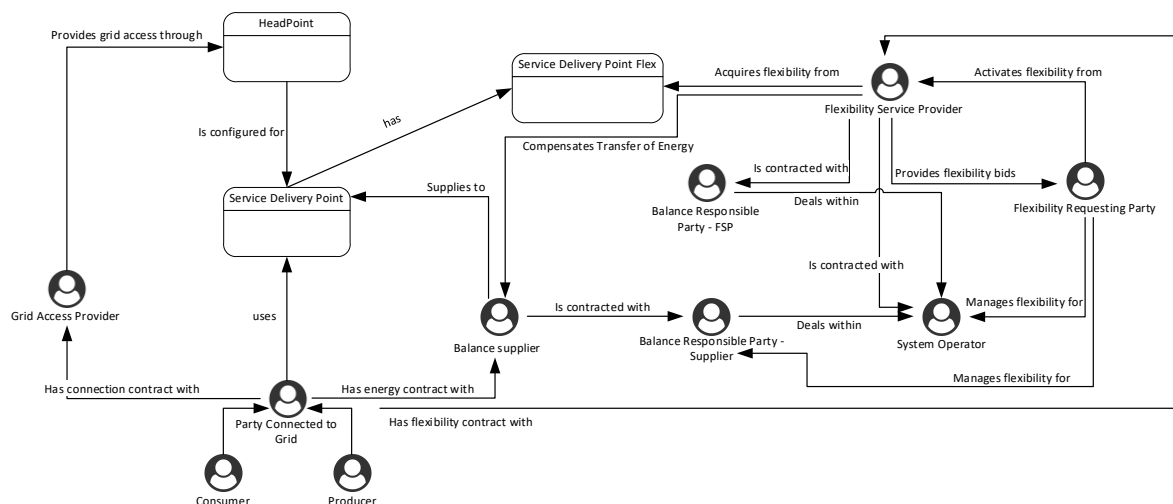 HeadPoint
Provides grid access through
Service Delivery Point Flex
Acquires flexibility from
Activates flexibility from
Flexibility Service Provider
has
Is configured for
Compensates Transfer of Energy
Is contracted with
Provides flexibility bids
Supplies to
Service Delivery Point
Deals within
Balance Responsible
Party - FSP
Flexibility Requesting Party
Is contracted with
Grid Access Provider
uses
Is contracted with
Manages flexibility for
Deals within
Balance supplier
Balance Responsible Party -
Supplier
System Operator
Has connection contract with
Has energy contract with
Manages flexibility for
Party Connected to
Grid
Has flexibility contract with
Consumer
Producer